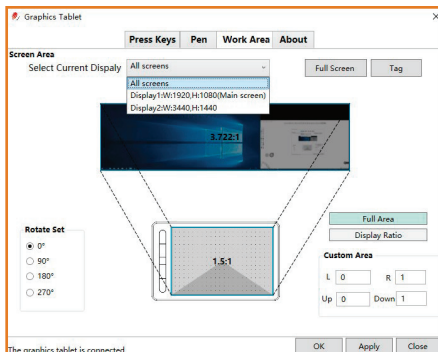 Graphics Tablet
Press Keys Pen Work Area About
Screen Area
Select Current Dispaly All screens Full Screen Tag
All screens
Display1:W:1920,H:1080(Main screen)
Display2:W:3440,H:1440
3.722:1
Full Area
Display Ratio
Rotate Set
0°
90°
180°
270°
1.5:1
Custom Area
L 0 R 1
Up 0 Down 1
The graphics tablet is connected
OK Apply Close